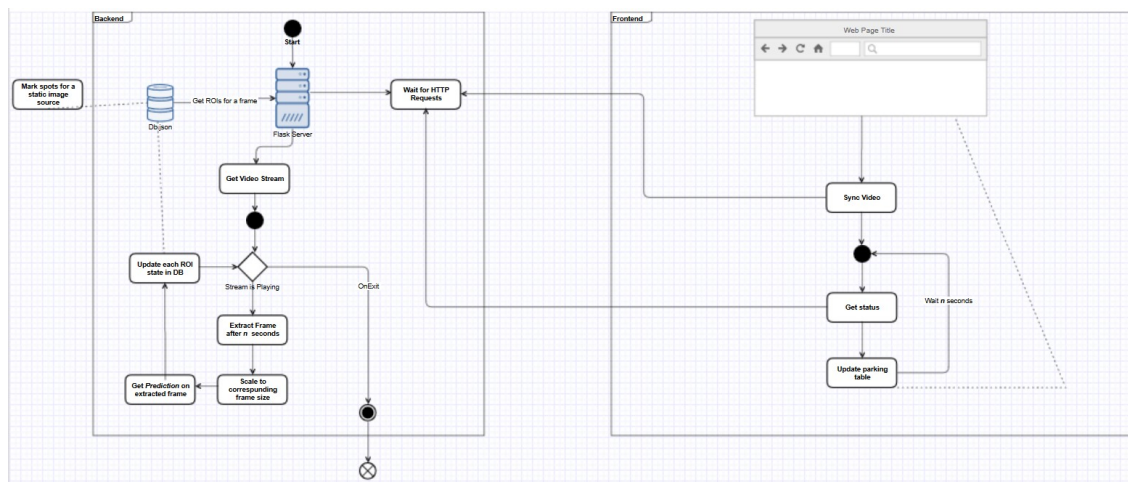 Backend
Start
Mark spots for a
static image
source
Db.json
Get ROIs for a frame
Flask Server
Wait for HTTP
Requests
Get Video Stream
Update each ROI
state in DB
Stream is Playing
OnExit
Extract Frame
after n seconds
Get Prediction on
extracted frame
Scale to
correspunding
frame size
Frontend
Web Page Title
Sync Video
Get status
Wait n seconds
Update parking
table